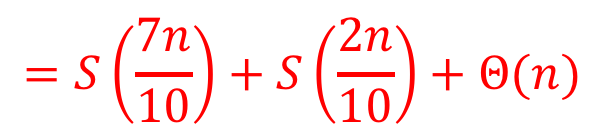 = S(7n/10) + S(2n/10) + Θ(n)